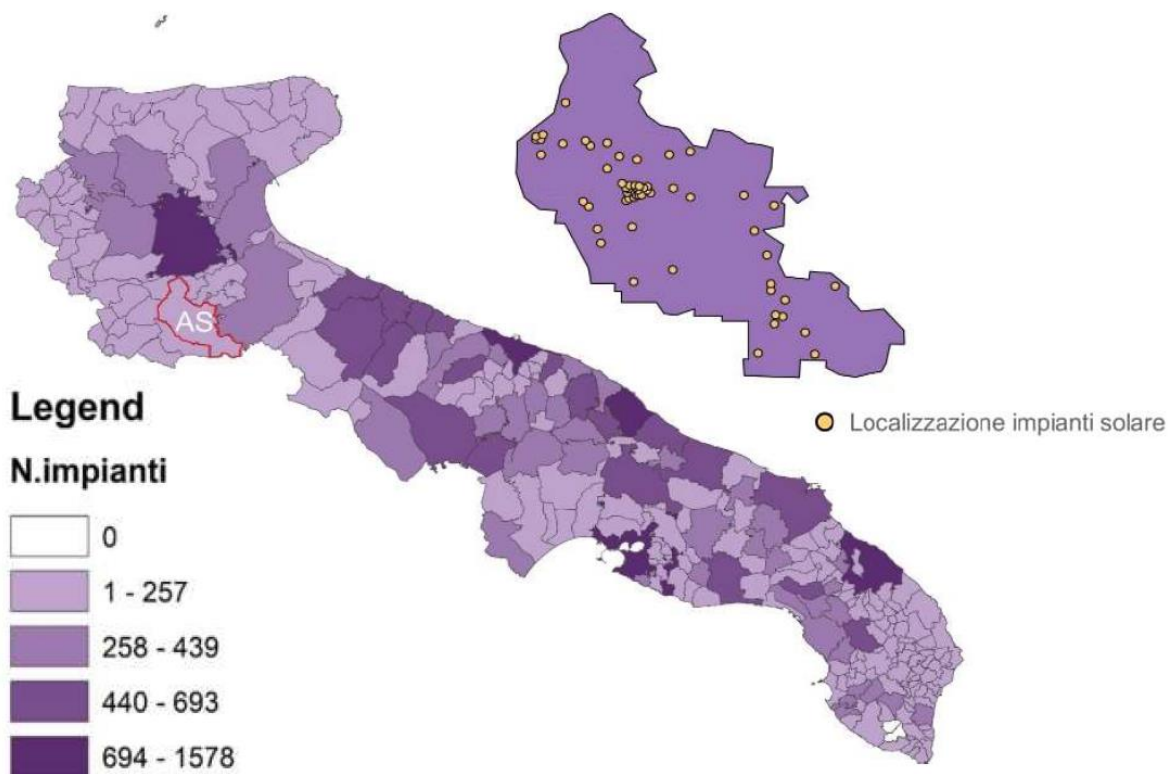 AS
Localizzazione impianti solare
Legend
N.impianti
0
1 - 257
258 - 439
440 - 693
694 - 1578